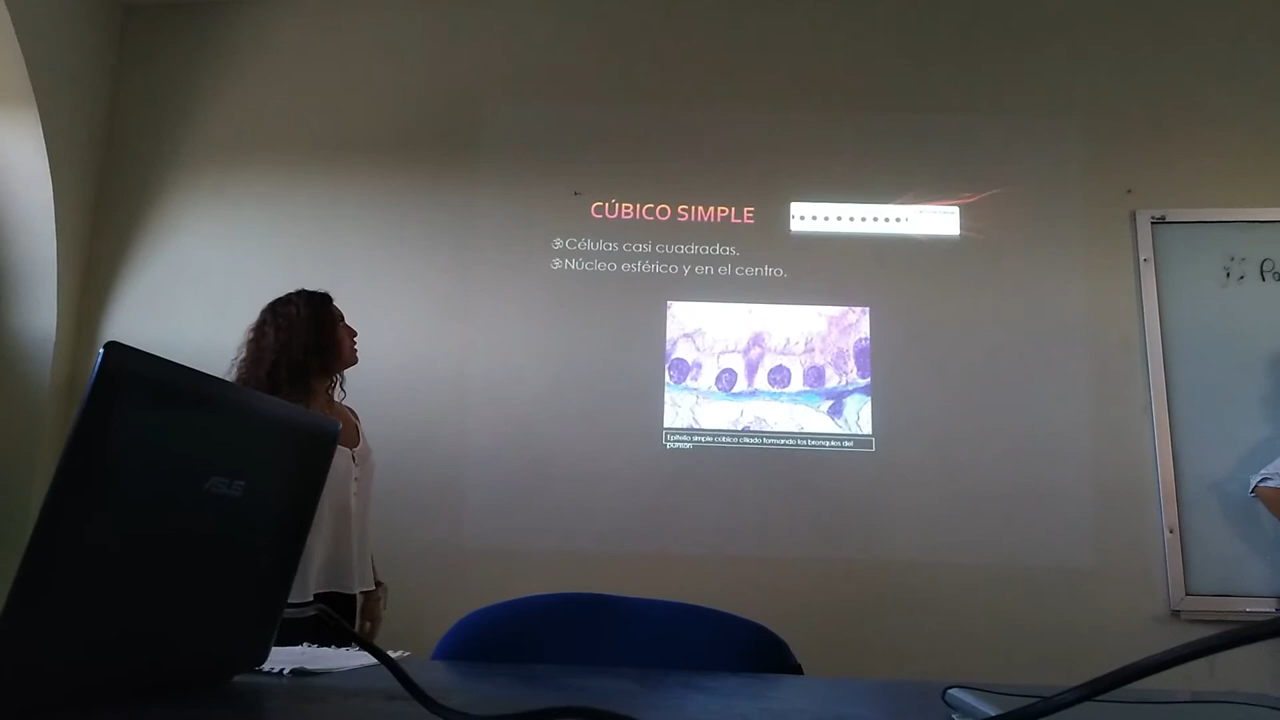 CÚBICO SIMPLE
Células casi cuadradas.
Núcleo esférico y en el centro.
Epitelio simple cúbico ciliado formando los bronquios del
pulmón
ASUS